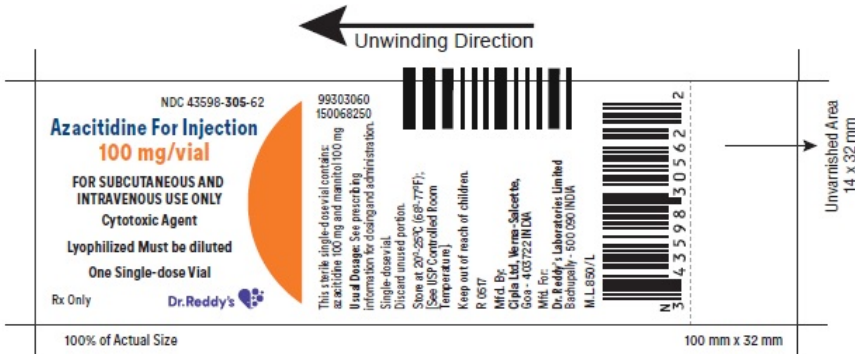 Unwinding Direction
NDC 43598-305-62
Azacitidine For Injection
100 mg/vial
FOR SUBCUTANEOUS AND
INTRAVENOUS USE ONLY
Cytotoxic Agent
Lyophilized Must be diluted
One Single-dose Vial
Rx Only
Dr.Reddy's
99303060
150068250
This sterile single-dose vial contains:
azacitidine 100 mg and mannitol 100 mg
Usual Dosage: See prescribing
information for dosing and administration.
Single-dose vial.
Discard unused portion.
Store at 20º-25ºC (68º-77ºF);
[See USP Controlled Room
Temperature].
Keep out of reach of children.
R 0517
Mfd. By:
Cipla Ltd, Verna-Salcette,
Goa - 403722 INDIA
Mfd. For:
Dr. Reddy's Laboratories Limited
Bachupally - 500 090 INDIA
M.L 850/L
N
3 43598 30562 2
Unvarnished Area
14 x 32 mm
100% of Actual Size
100 mm x 32 mm